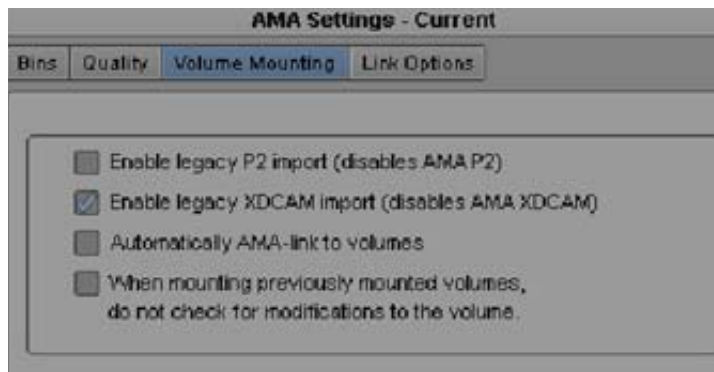 AMA Settings - Current
Bins Quality Volume Mounting Link Options
Enable legacy P2 import (disables AMA P2)
Enable legacy XDCAM import (disables AMA XDCAM)
Automatically AMA-link to volumes
When mounting previously mounted volumes,
do not check for modifications to the volume.